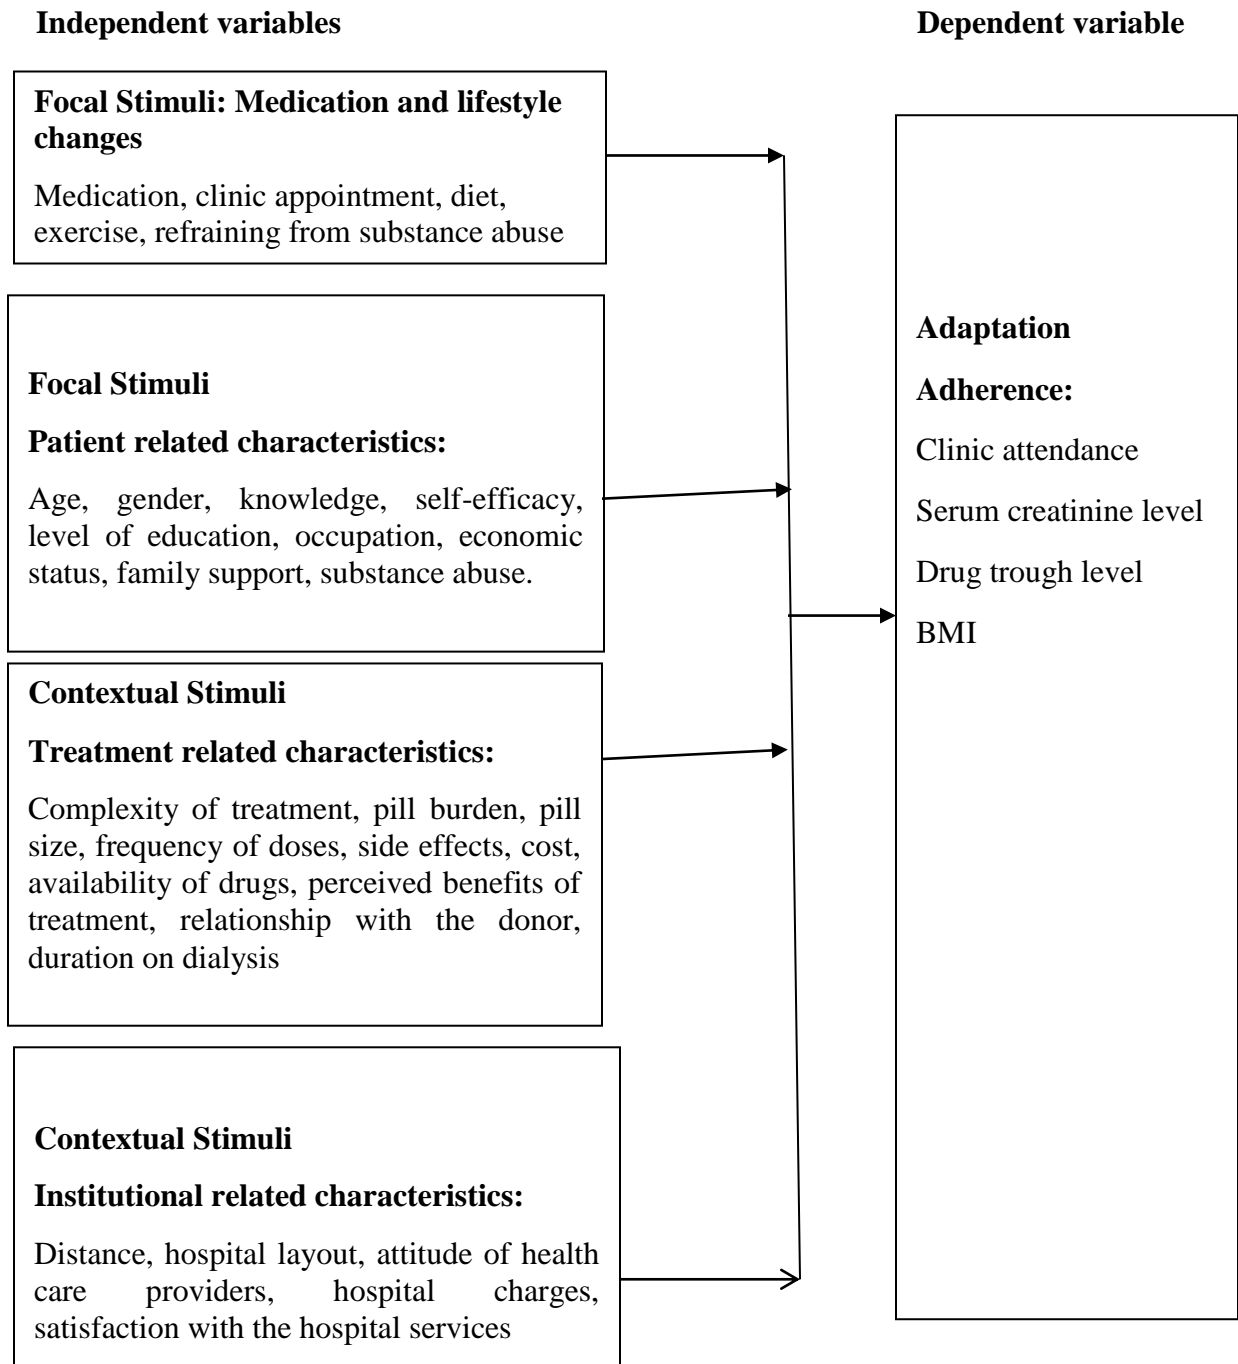 Independent variables
Dependent variable
Focal Stimuli: Medication and lifestyle
changes
Medication, clinic appointment, diet,
exercise, refraining from substance abuse
Focal Stimuli
Patient related characteristics:
Age, gender, knowledge, self-efficacy,
level of education, occupation, economic
status, family support, substance abuse.
Contextual Stimuli
Treatment related characteristics:
Complexity of treatment, pill burden, pill
size, frequency of doses, side effects, cost,
availability of drugs, perceived benefits of
treatment, relationship with the donor,
duration on dialysis
Contextual Stimuli
Institutional related characteristics:
Distance, hospital layout, attitude of health
care providers, hospital charges,
satisfaction with the hospital services
Adaptation
Adherence:
Clinic attendance
Serum creatinine level
Drug trough level
BMI